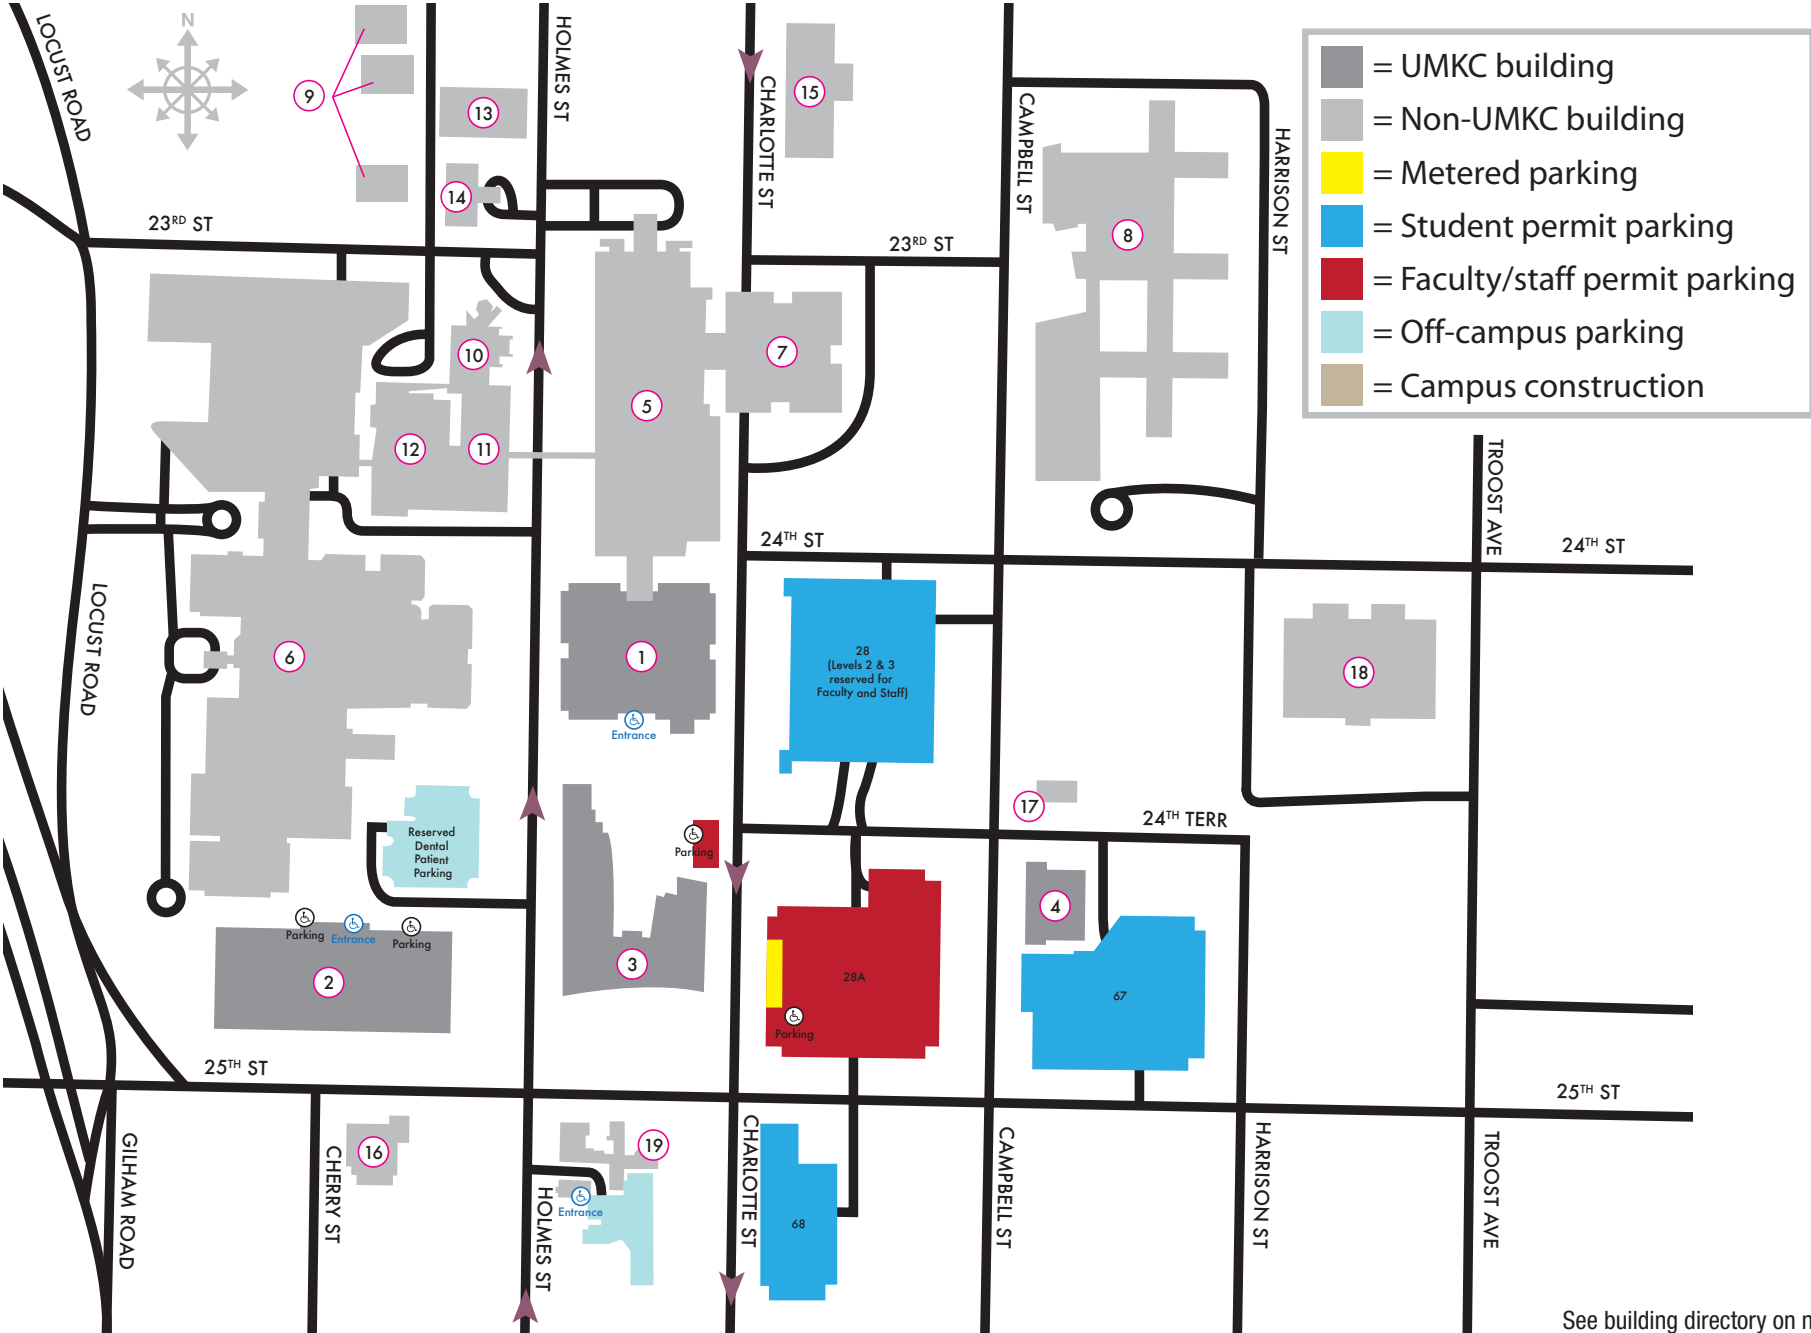 N
LOCUST ROAD
HOLMES ST
CHARLOTTE ST
CAMPBELL ST
HARRISON ST
= UMKC building
= Non-UMKC building
= Metered parking
= Student permit parking
= Faculty/staff permit parking
= Off-campus parking
= Campus construction
9
13
15
14
23RD ST
23RD ST
8
10
7
5
12
11
TROOST AVE
24TH ST
24TH ST
LOCUST ROAD
6
1
Entrance
28
(Levels 2 & 3
reserved for
Faculty and Staff)
18
17
24TH TERR
Reserved
Dental
Patient
Parking
Parking
4
Parking
Entrance
Parking
2
3
28A
Parking
67
25TH ST
25TH ST
GILHAM ROAD
CHERRY ST
16
HOLMES ST
19
Entrance
CHARLOTTE ST
68
CAMPBELL ST
HARRISON ST
TROOST AVE
See building directory on